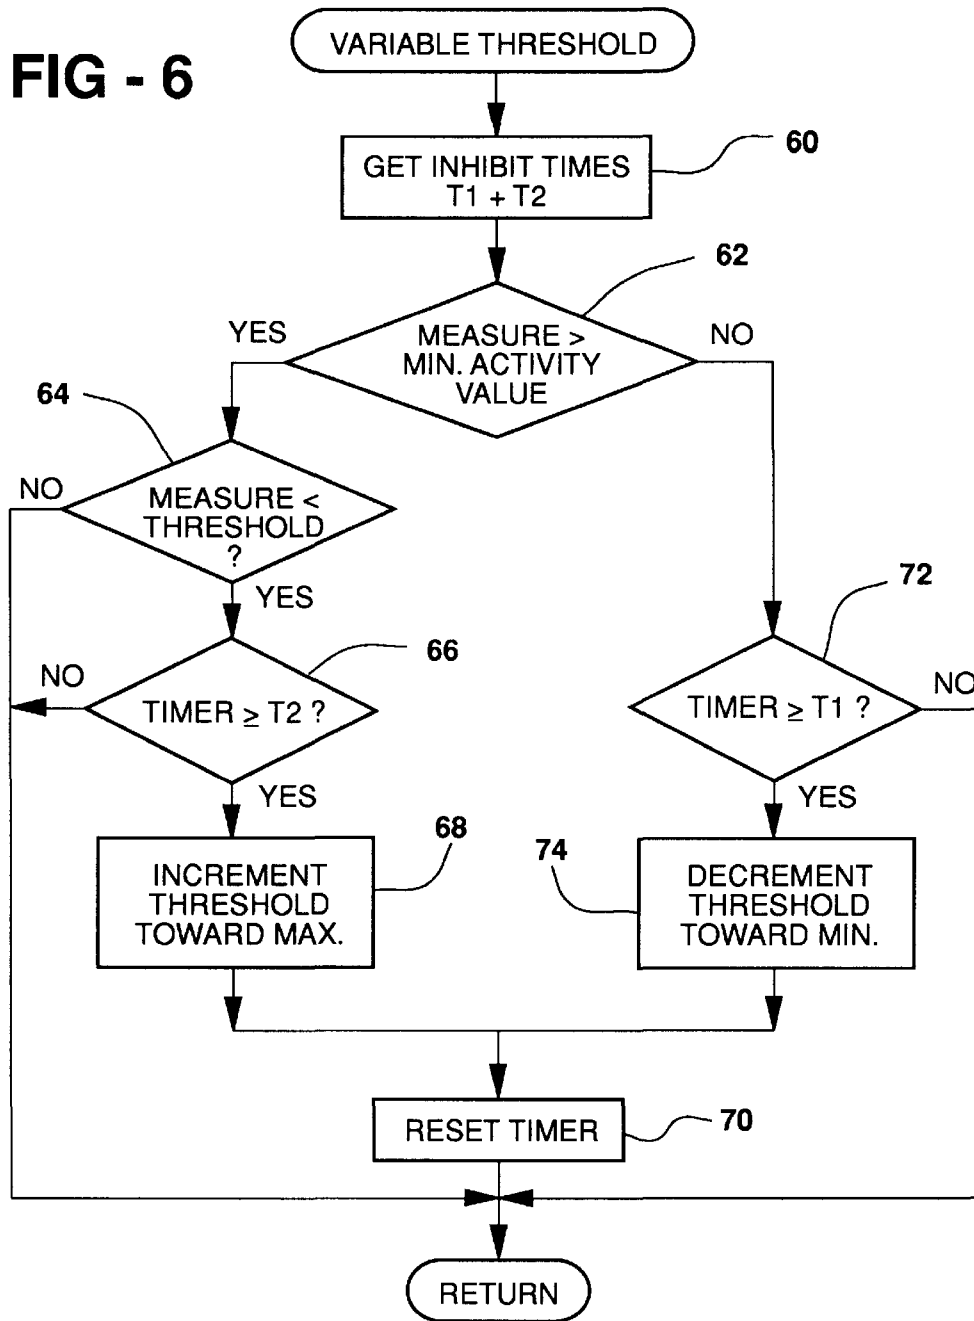 FIG - 6
VARIABLE THRESHOLD
GET INHIBIT TIMES
T1 + T2
60
62
MEASURE >
MIN. ACTIVITY
VALUE
YES
NO
64
MEASURE <
THRESHOLD
?
NO
YES
66
TIMER ≥ T2 ?
NO
YES
72
TIMER ≥ T1 ?
NO
YES
68
INCREMENT
THRESHOLD
TOWARD MAX.
74
DECREMENT
THRESHOLD
TOWARD MIN.
RESET TIMER
70
RETURN